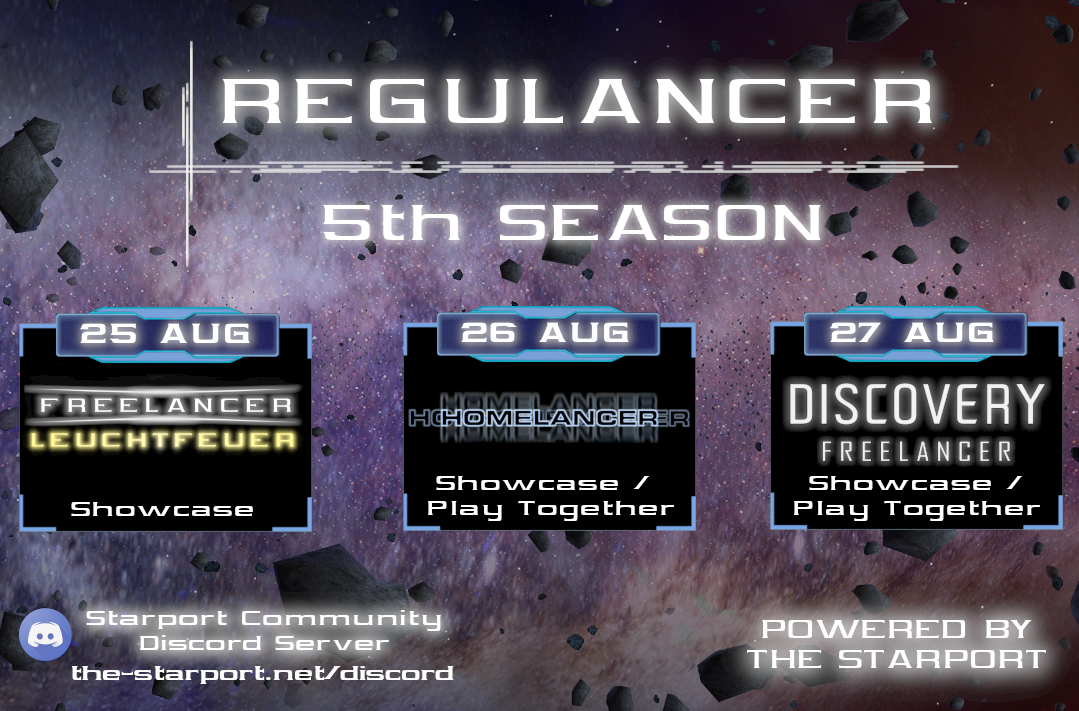 REGULANCER
5th SEASON
25 AUG
FREELANCER
LEUCHTFEUER
Showcase
26 AUG
HOMELANCER
Showcase /
Play Together
27 AUG
DISCOVERY
FREELANCER
Showcase /
Play Together
Starport Community
Discord Server
the-starport.net/discord
POWERED BY
THE STARPORT